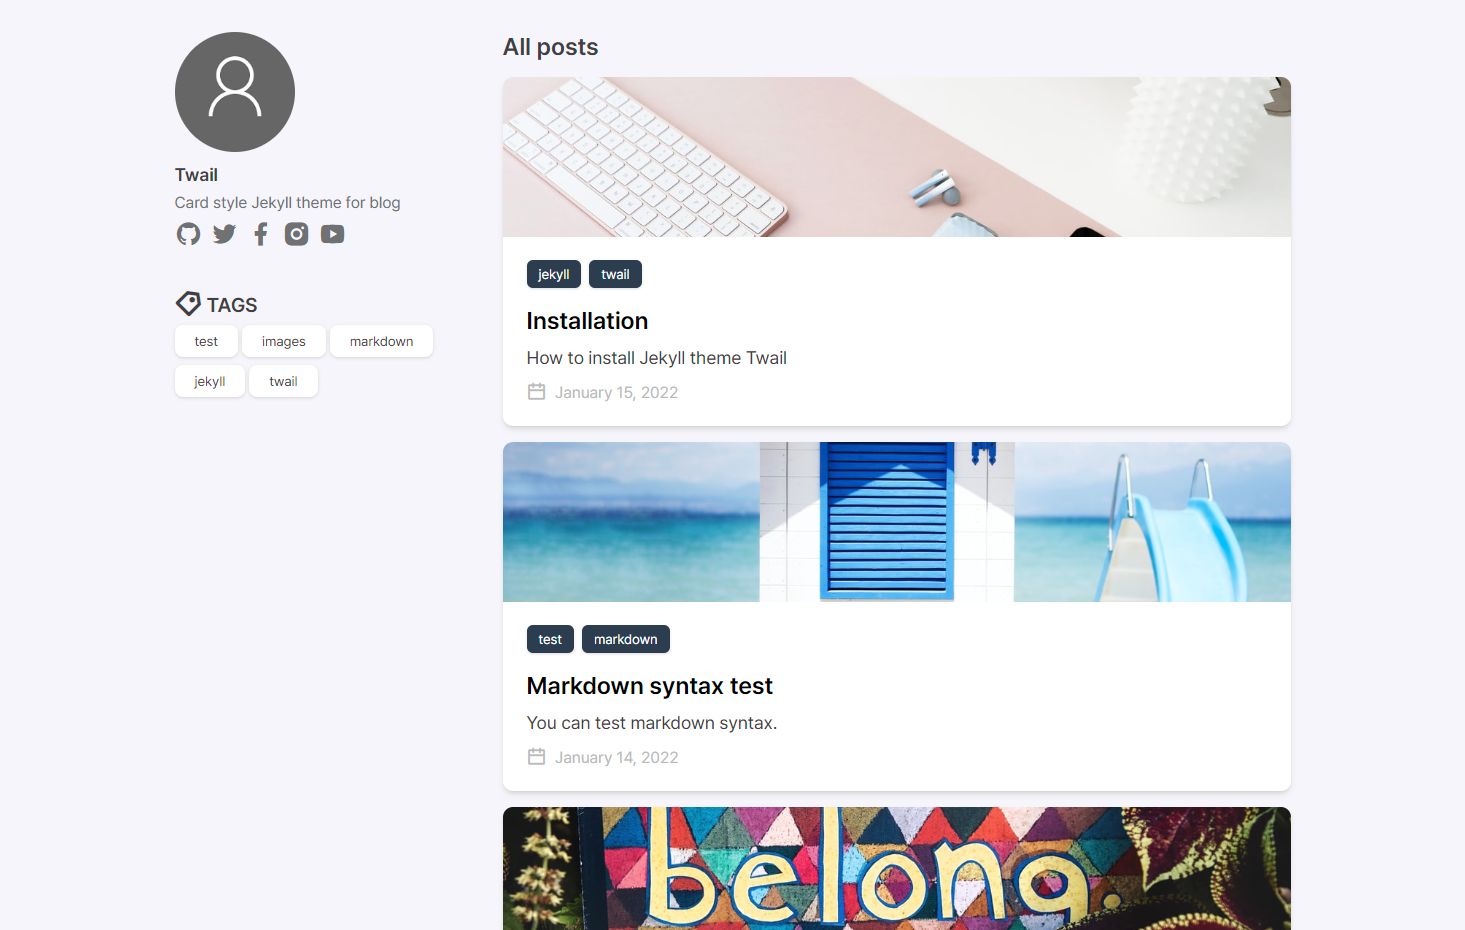 Twail
Card style Jekyll theme for blog
TAGS
test images markdown
jekyll twail
All posts
jekyll twail
Installation
How to install Jekyll theme Twail
January 15, 2022
test markdown
Markdown syntax test
You can test markdown syntax.
January 14, 2022
belong.